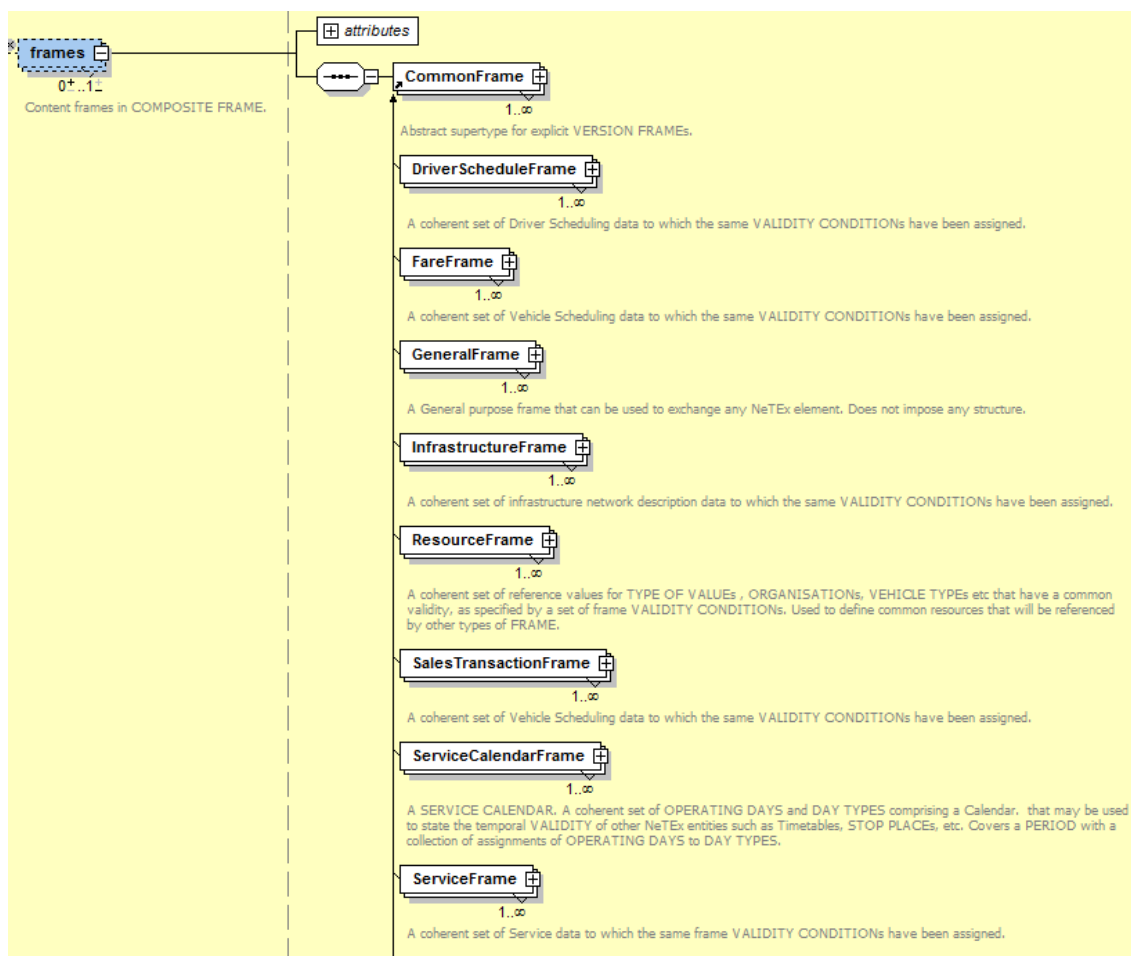 attributes
frames
0+..1+
Content frames in COMPOSITE FRAME.
CommonFrame
1..∞
Abstract supertype for explicit VERSION FRAMEs.
DriverScheduleFrame
1..∞
A coherent set of Driver Scheduling data to which the same VALIDITY CONDITIONs have been assigned.
FareFrame
1..∞
A coherent set of Vehicle Scheduling data to which the same VALIDITY CONDITIONs have been assigned.
GeneralFrame
1..∞
A General purpose frame that can be used to exchange any NeTEx element. Does not impose any structure.
InfrastructureFrame
1..∞
A coherent set of infrastructure network description data to which the same VALIDITY CONDITIONs have been assigned.
ResourceFrame
1..∞
A coherent set of reference values for TYPE OF VALUEs , ORGANISATIONs, VEHICLE TYPEs etc that have a common
validity, as specified by a set of frame VALIDITY CONDITIONs. Used to define common resources that will be referenced
by other types of FRAME.
SalesTransactionFrame
1..∞
A coherent set of Vehicle Scheduling data to which the same VALIDITY CONDITIONs have been assigned.
ServiceCalendarFrame
1..∞
A SERVICE CALENDAR. A coherent set of OPERATING DAYS and DAY TYPES comprising a Calendar.  that may be used
to state the temporal VALIDITY of other NeTEx entities such as Timetables, STOP PLACEs, etc. Covers a PERIOD with a
collection of assignments of OPERATING DAYS to DAY TYPES.
ServiceFrame
1..∞
A coherent set of Service data to which the same frame VALIDITY CONDITIONs have been assigned.